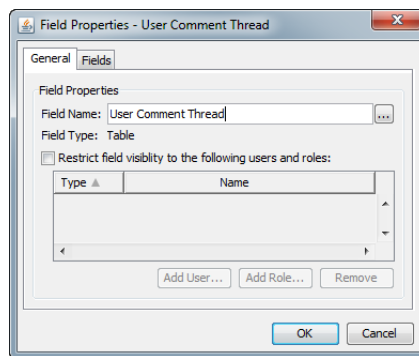 Field Properties - User Comment Thread
General Fields
Field Properties
Field Name: User Comment Thread ...
Field Type: Table
Restrict field visiblity to the following users and roles:
Type Name
Add User... Add Role... Remove
OK Cancel